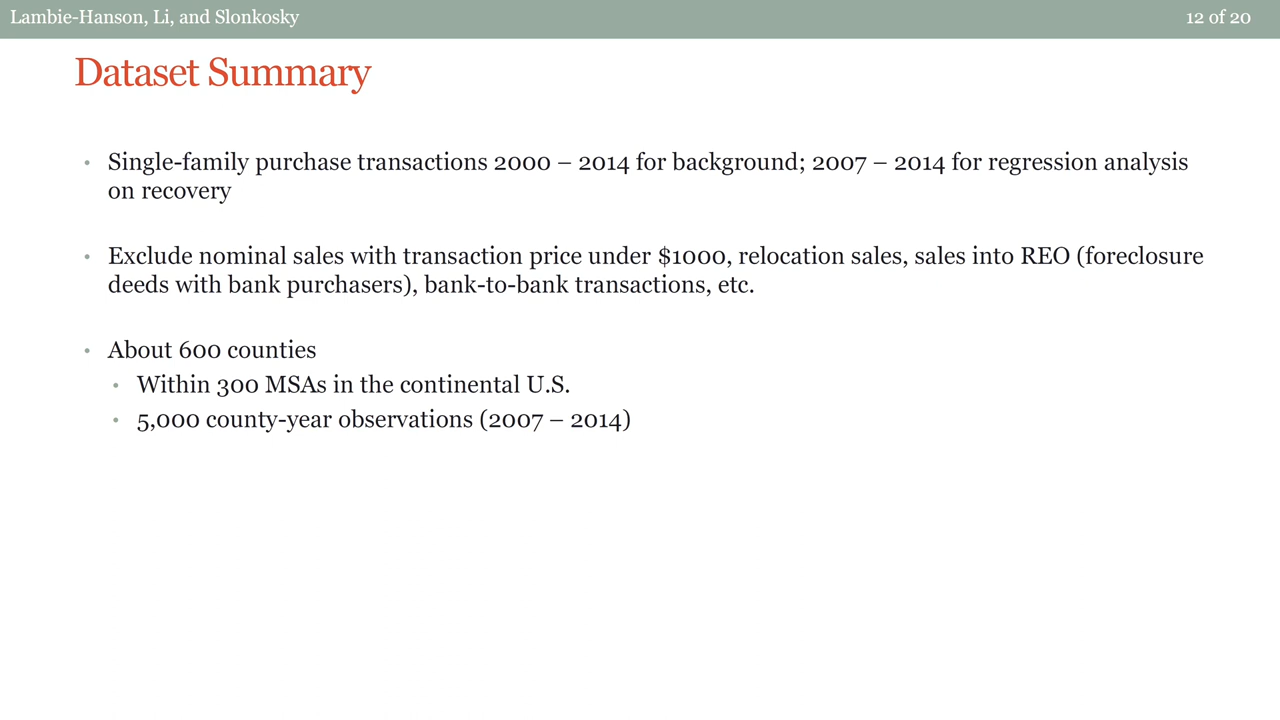 Lambie-Hanson, Li, and Slonkosky
12 of 20
Dataset Summary
• Single-family purchase transactions 2000 – 2014 for background; 2007 – 2014 for regression analysis
on recovery
• Exclude nominal sales with transaction price under $1000, relocation sales, sales into REO (foreclosure
deeds with bank purchasers), bank-to-bank transactions, etc.
• About 600 counties
• Within 300 MSAs in the continental U.S.
• 5,000 county-year observations (2007 – 2014)